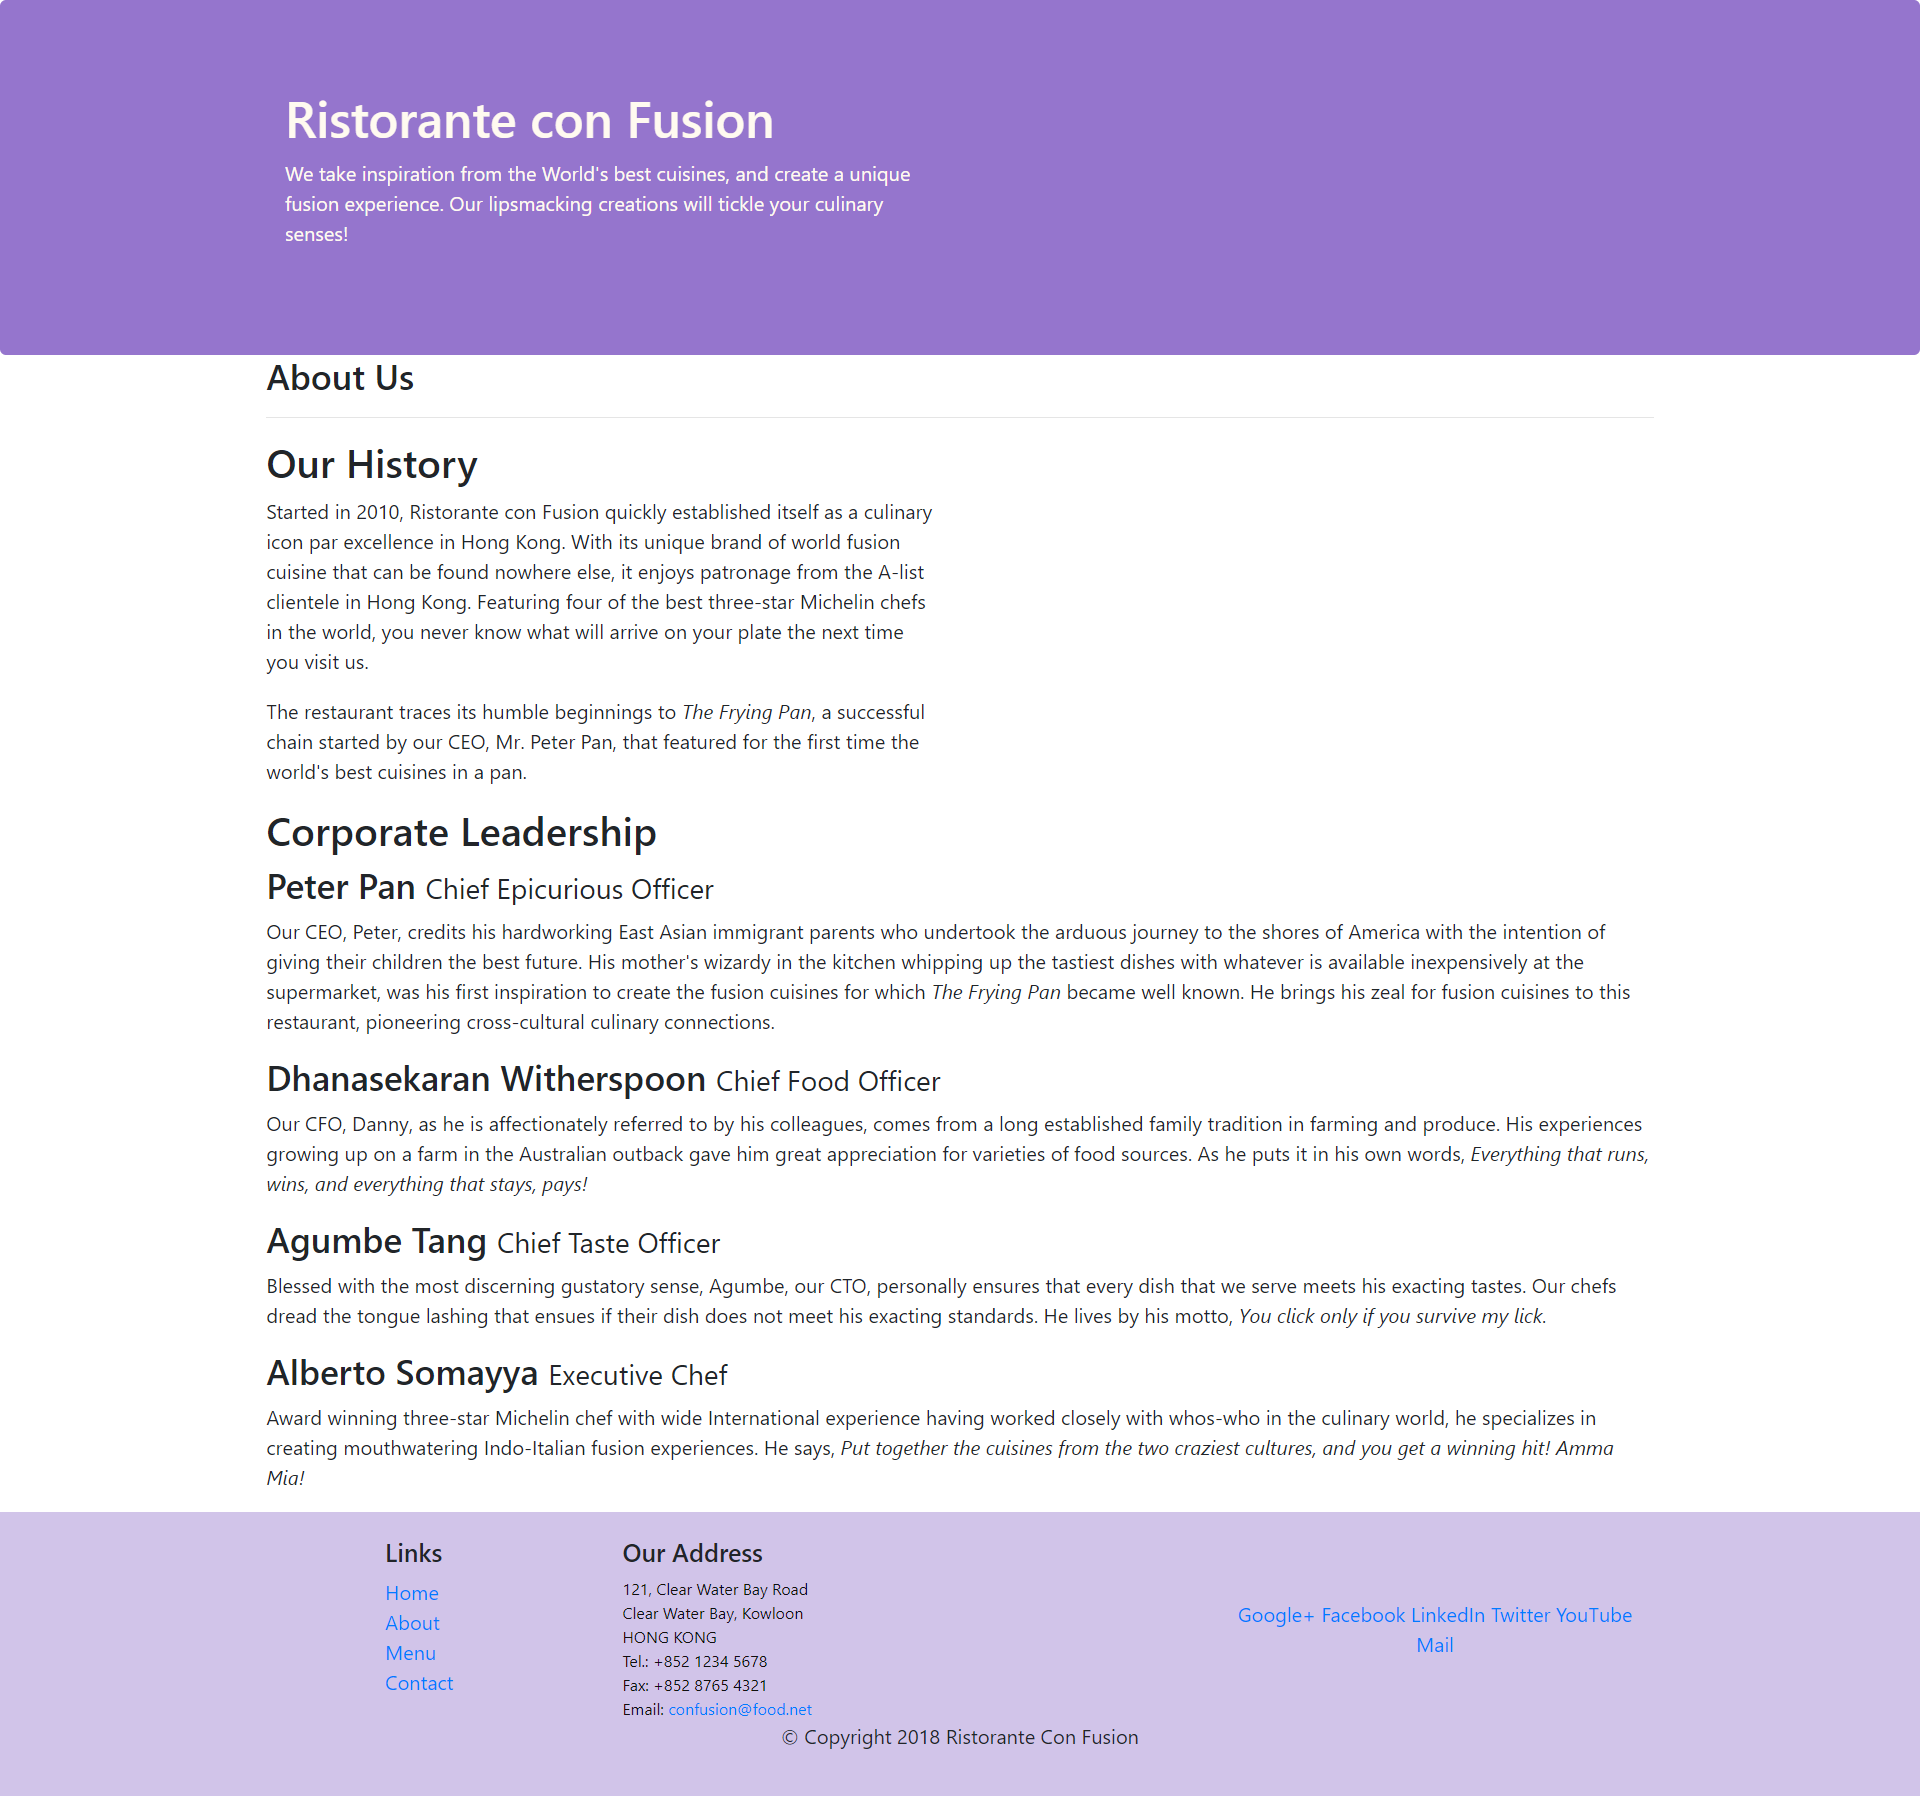 Ristorante con Fusion
We take inspiration from the World's best cuisines, and create a unique
fusion experience. Our lipsmacking creations will tickle your culinary
senses!
About Us
Our History
Started in 2010, Ristorante con Fusion quickly established itself as a culinary
icon par excellence in Hong Kong. With its unique brand of world fusion
cuisine that can be found nowhere else, it enjoys patronage from the A-list
clientele in Hong Kong. Featuring four of the best three-star Michelin chefs
in the world, you never know what will arrive on your plate the next time
you visit us.
The restaurant traces its humble beginnings to The Frying Pan, a successful
chain started by our CEO, Mr. Peter Pan, that featured for the first time the
world's best cuisines in a pan.
Corporate Leadership
Peter Pan Chief Epicurious Officer
Our CEO, Peter, credits his hardworking East Asian immigrant parents who undertook the arduous journey to the shores of America with the intention of
giving their children the best future. His mother's wizardy in the kitchen whipping up the tastiest dishes with whatever is available inexpensively at the
supermarket, was his first inspiration to create the fusion cuisines for which The Frying Pan became well known. He brings his zeal for fusion cuisines to this
restaurant, pioneering cross-cultural culinary connections.
Dhanasekaran Witherspoon Chief Food Officer
Our CFO, Danny, as he is affectionately referred to by his colleagues, comes from a long established family tradition in farming and produce. His experiences
growing up on a farm in the Australian outback gave him great appreciation for varieties of food sources. As he puts it in his own words, Everything that runs,
wins, and everything that stays, pays!
Agumbe Tang Chief Taste Officer
Blessed with the most discerning gustatory sense, Agumbe, our CTO, personally ensures that every dish that we serve meets his exacting tastes. Our chefs
dread the tongue lashing that ensues if their dish does not meet his exacting standards. He lives by his motto, You click only if you survive my lick.
Alberto Somayya Executive Chef
Award winning three-star Michelin chef with wide International experience having worked closely with whos-who in the culinary world, he specializes in
creating mouthwatering Indo-Italian fusion experiences. He says, Put together the cuisines from the two craziest cultures, and you get a winning hit! Amma
Mia!
Links
Home
About
Menu
Contact
Our Address
121, Clear Water Bay Road
Clear Water Bay, Kowloon
HONG KONG
Tel.: +852 1234 5678
Fax: +852 8765 4321
Email: confusion@food.net
Google+ Facebook LinkedIn Twitter YouTube
Mail
© Copyright 2018 Ristorante Con Fusion